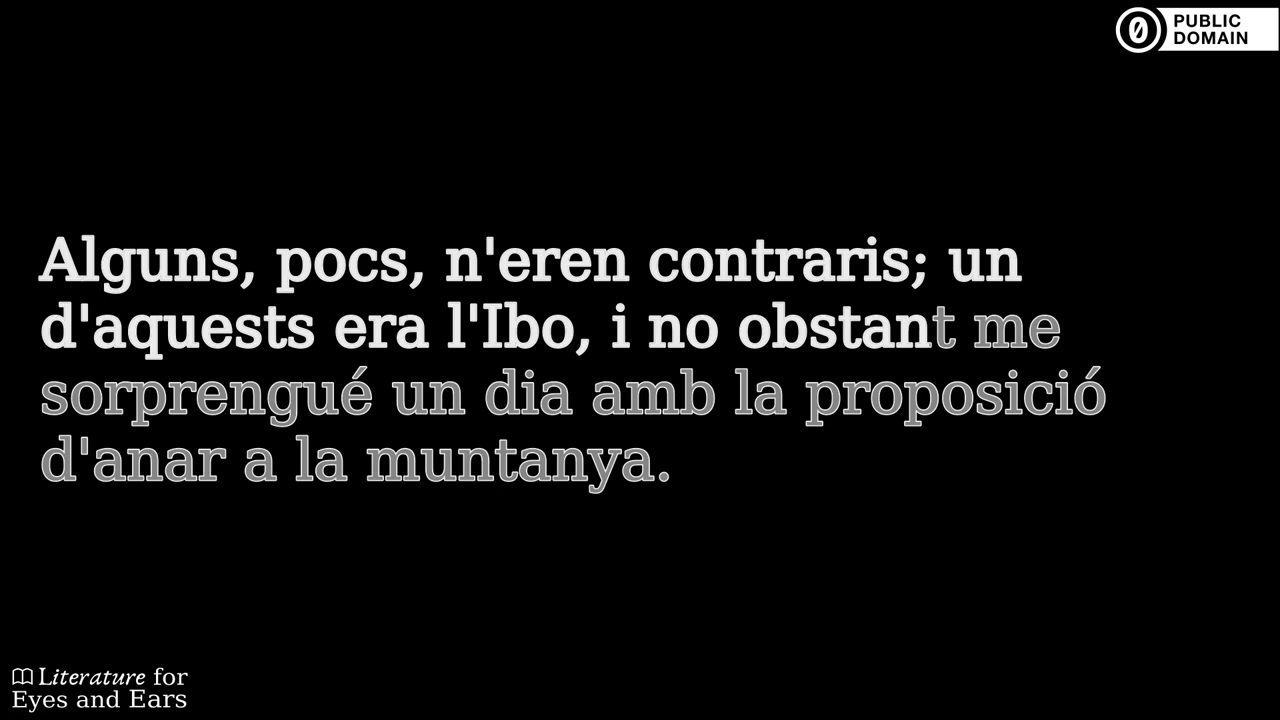 PUBLIC
DOMAIN
Alguns, pocs, n'eren contraris; un
d'aquests era l'Ibo, i no obstant me
sorprengué un dia amb la proposició
d'anar a la muntanya.
Literature for
Eyes and Ears